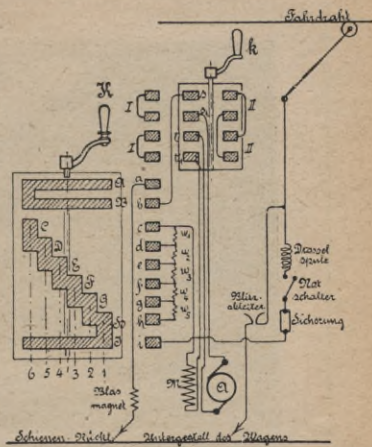 Fahrdraht
K
k
I
I
II
II
a
b
c
d
e
f
g
h
i
A
B
C
D
E
F
G
H
J
6 5 4 3 2 1
Drossel
spule
Not
schalter
Sicherung
Blitz-
ableiter
Blas
magnet
M
A
Schienen-Rückl.
Untergestell des Wagens